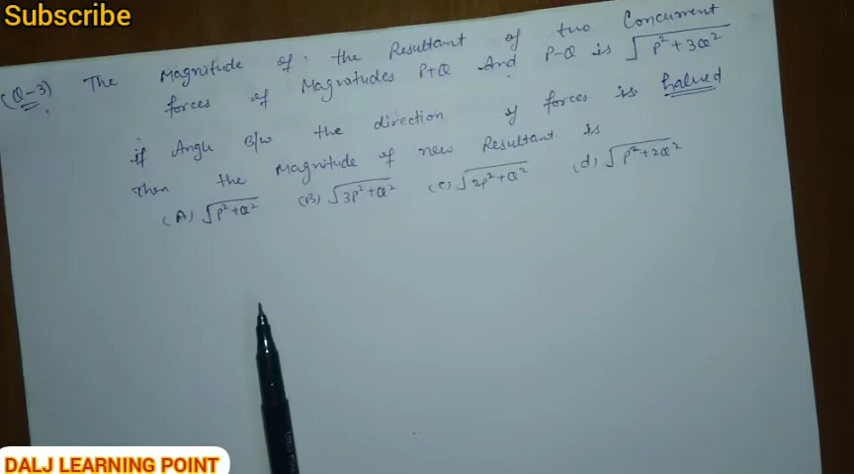 Subscribe
(Q-3) The Magnitude of the Resultant of two Concurrent
forces of Magnatudes P+Q And P-Q is √P²+3Q²
if Angle B/w the direction of forces is halved
Then the Magnitude of new Resultant is
(A) √P²+Q² (B) √3P²+Q² (C) √2P²+Q² (d) √P²+2Q²
DALJ LEARNING POINT